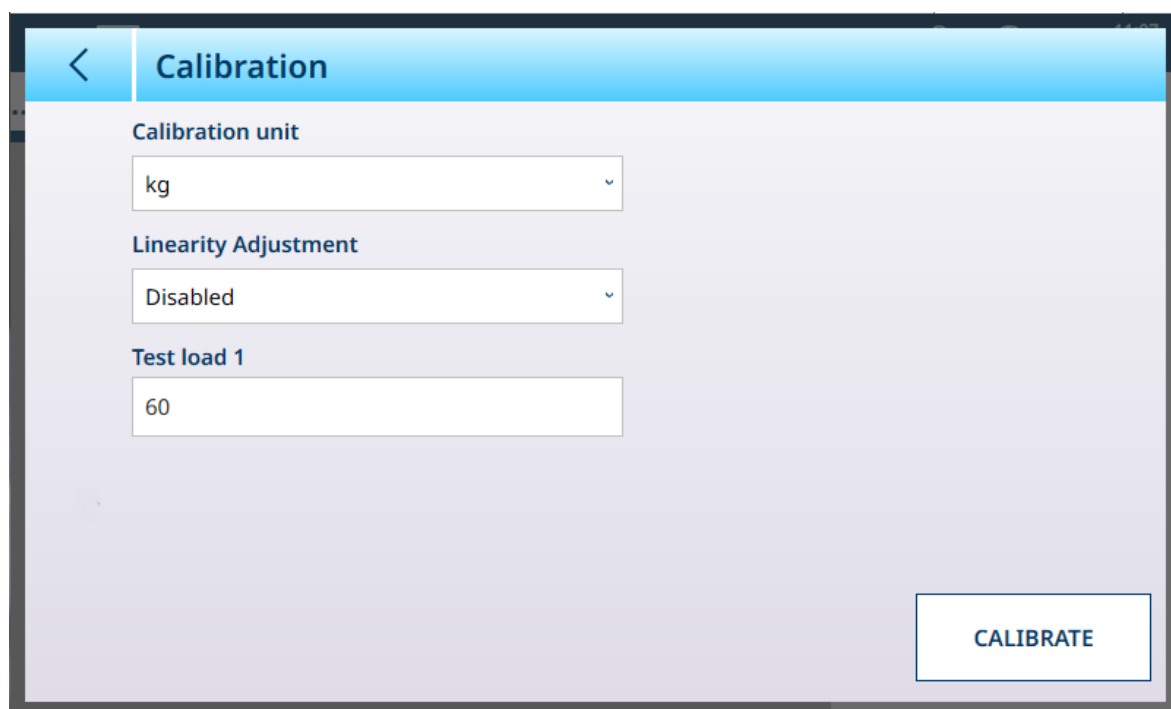 Calibration
Calibration unit
kg
Linearity Adjustment
Disabled
Test load 1
60
CALIBRATE